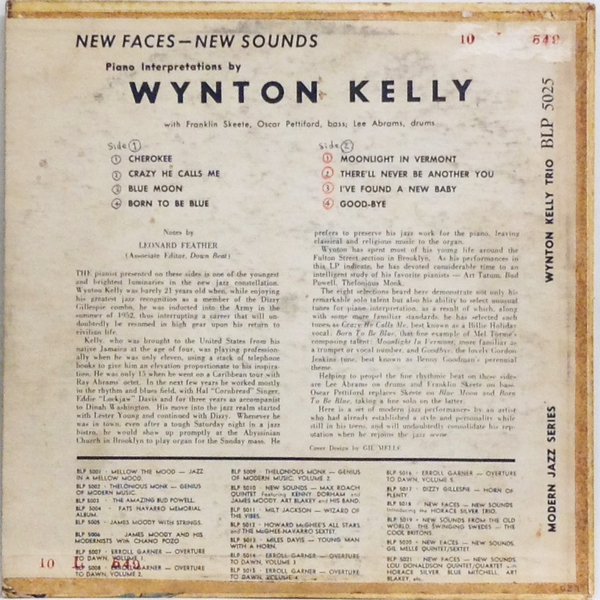 NEW FACES—NEW SOUNDS
10 549
Piano Interpretations by
WYNTON KELLY
with Franklin Skeete, Oscar Pettiford, bass; Lee Abrams, drums
Side 1
1 CHEROKEE
2 CRAZY HE CALLS ME
3 BLUE MOON
4 BORN TO BE BLUE
Side 2
1 MOONLIGHT IN VERMONT
2 THERE'LL NEVER BE ANOTHER YOU
3 I'VE FOUND A NEW BABY
4 GOOD-BYE
Notes by
LEONARD FEATHER
(Associate Editor, Down Beat)
THE pianist presented on these sides is one of the youngest
and brightest luminaries in the new jazz constellation.
Wynton Kelly was barely 21 years old when, while enjoying
his greatest jazz recognition as a member of the Dizzy
Gillespie combo, he was inducted into the Army in the
summer of 1952, thus interrupting a career that will un-
doubtedly be resumed in high gear upon his return to
civilian life.
Kelly, who was brought to the United States from his
native Jamaica at the age of four, was playing profession-
ally when he was only eleven, using a stack of telephone
books to give him an elevation proportionate to his inspira-
tion. He was only 15 when he went on a Caribbean tour with
Ray Abrams' octet. In the next few years he worked mostly
in the rhythm and blues field, with Hal "Cornbread" Singer,
Eddie "Lockjaw" Davis and for three years as accompanist
to Dinah Washington. His move into the jazz realm started
with Lester Young and continued with Dizzy. Whenever he
was in town, even after a tough Saturday night in a jazz
bistro, he would show up promptly at the Abyssinian
Church in Brooklyn to play organ for the Sunday mass. He
prefers to preserve his jazz work for the piano, leaving
classical and religious music to the organ.
Wynton has spent most of his young life around the
Fulton Street section in Brooklyn. As his performances in
this LP indicate, he has devoted considerable time to an
intelligent study of his favorite pianists — Art Tatum, Bud
Powell, Thelonious Monk.
The eight selections heard here demonstrate not only his
remarkable solo talent but also his ability to select unusual
tunes for piano interpretation, as a result of which, along
with some more familiar standards, he has selected such
tunes as Crazy He Calls Me, best known as a Billie Holiday
vocal; Born To Be Blue, that fine example of Mel Torme's
composing talent; Moonlight In Vermont, more familiar as
a trumpet or vocal number, and Goodbye, the lovely Gordon
Jenkins tune, best known as Benny Goodman's perennial
theme.
Helping to propel the fine rhythmic beat on these sides
are Lee Abrams on drums and Franklin Skeete on bass.
Oscar Pettiford replaces Skeete on Blue Moon and Born
To Be Blue, taking a fine solo on the latter.
Here is a set of modern jazz performances by an artist
who had already established a style and personality while
still in his teens, and will undoubtedly consolidate his rep-
utation when he rejoins the jazz scene.
Cover Design by GIL MELLE
BLP 5001 - MELLOW THE MOOD — JAZZ
IN A MELLOW MOOD.
BLP 5002 - THELONIOUS MONK — GENIUS
OF MODERN MUSIC.
BLP 5003 - THE AMAZING BUD POWELL.
BLP 5004 - FATS NAVARRO MEMORIAL
ALBUM.
BLP 5005 - JAMES MOODY WITH STRINGS.
BLP 5006 - JAMES MOODY AND HIS
MODERNISTS WITH CHANO POZO
BLP 5007 - ERROLL GARNER — OVERTURE
TO DAWN, VOLUME 1.
BLP 5008 - ERROLL GARNER — OVERTURE
TO DAWN, VOLUME 2.
10 549
BLP 5009 - THELONIOUS MONK — GENIUS
OF MODERN MUSIC, VOLUME 2.
BLP 5010 - NEW SOUNDS — MAX ROACH
QUINTET Featuring KENNY DORHAM and
JAMES MOODY. ART BLAKEY and HIS BAND.
BLP 5011 - MILT JACKSON — WIZARD OF
THE VIBES.
BLP 5012 - HOWARD McGHEE'S ALL STARS
and The McGHEE-NAVARRO SEXTET.
BLP 5013 - MILES DAVIS — YOUNG MAN
WITH A HORN.
BLP 5014 - ERROLL GARNER — OVERTURE
TO DAWN, VOLUME 3.
BLP 5015 - ERROLL GARNER — OVERTURE
TO DAWN, VOLUME 4
BLP 5016 - ERROLL GARNER — OVERTURE
TO DAWN, VOLUME 5.
BLP 5017 - DIZZY GILLESPIE — HORN OF
PLENTY.
BLP 5018 - NEW FACES — NEW SOUNDS
Introducing the HORACE SILVER TRIO.
BLP 5019 - NEW SOUNDS FROM THE OLD
WORLD. THE SWINGING SWEDES — THE
COOL BRITONS
BLP 5020 - NEW FACES — NEW SOUNDS.
GIL MELLE QUINTET/SEXTET.
BLP 5021 - NEW FACES — NEW SOUNDS
LOU DONALDSON QUINTET/QUARTET with
HORACE SILVER, BLUE MITCHELL, ART
BLAKEY, etc.
MODERN JAZZ SERIES
WYNTON KELLY TRIO BLP 5025